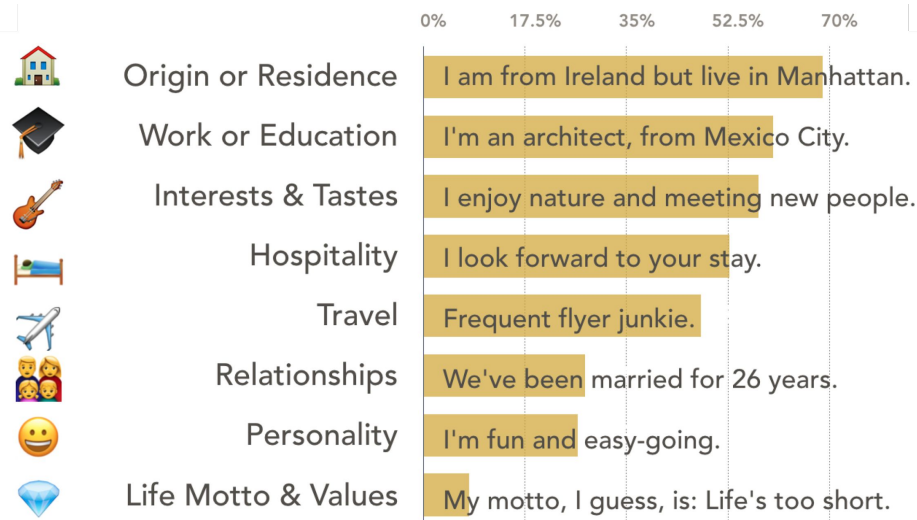 0% 17.5% 35% 52.5% 70%
Origin or Residence I am from Ireland but live in Manhattan.
Work or Education I'm an architect, from Mexico City.
Interests & Tastes I enjoy nature and meeting new people.
Hospitality I look forward to your stay.
Travel Frequent flyer junkie.
Relationships We've been married for 26 years.
Personality I'm fun and easy-going.
Life Motto & Values My motto, I guess, is: Life's too short.